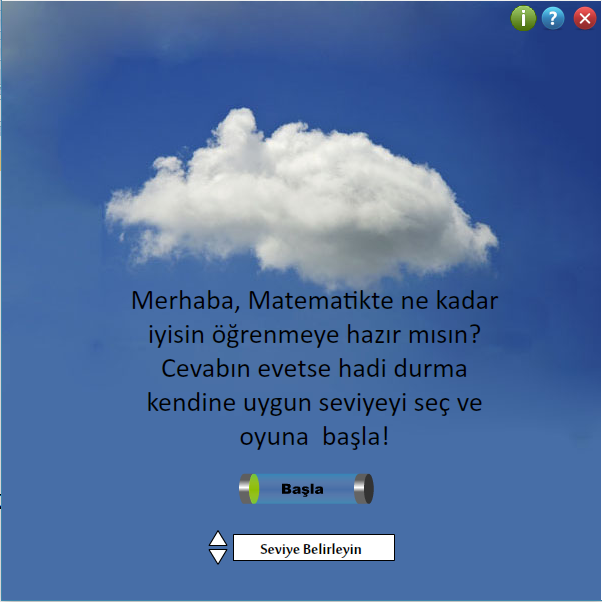 i ? ×
Merhaba, Matematikte ne kadar
iyisin öğrenmeye hazır mısın?
Cevabın evetse hadi durma
kendine uygun seviyeyi seç ve
oyuna  başla!
Başla
Seviye Belirleyin